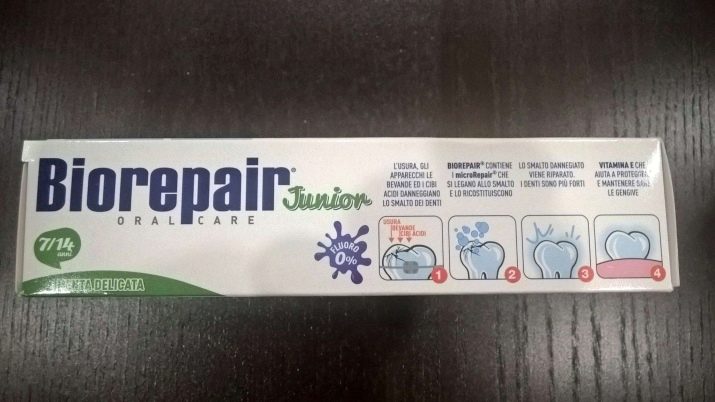 Biorepair®
Junior
ORAL CARE
7/14
anni
MENTA DELICATA
FLUORO
0%
L'USURA, GLI
APPARECCHI LE
BEVANDE ED I CIBI
ACIDI DANNEGGIANO
LO SMALTO DEI DENTI
USURA
BEVANDE
CIBI ACIDI
1
BIOREPAIR® CONTIENE
I microRepair® CHE
SI LEGANO ALLO SMALTO
E LO RICOSTITUISCONO
2
LO SMALTO DANNEGIATO
VIENE RIPARATO.
I DENTI SONO PIÙ FORTI
3
VITAMINA E CHE
AIUTA A PROTEGGERE
E MANTENERE SANE
LE GENGIVE
4